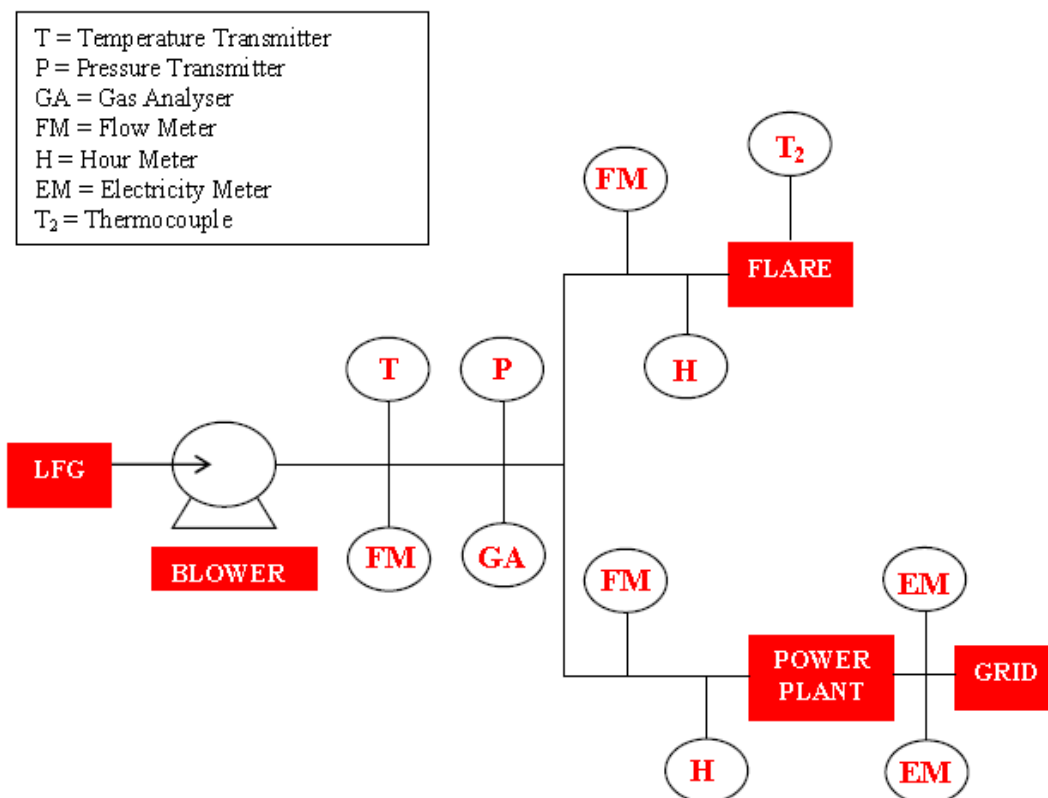 T = Temperature Transmitter
P = Pressure Transmitter
GA = Gas Analyser
FM = Flow Meter
H = Hour Meter
EM = Electricity Meter
T₂ = Thermocouple
T₂
FM
FLARE
H
T
P
LFG
BLOWER
FM
GA
FM
EM
POWER
PLANT
GRID
H
EM